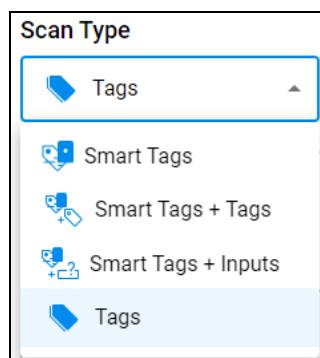 Scan Type
Tags
Smart Tags
Smart Tags + Tags
Smart Tags + Inputs
Tags